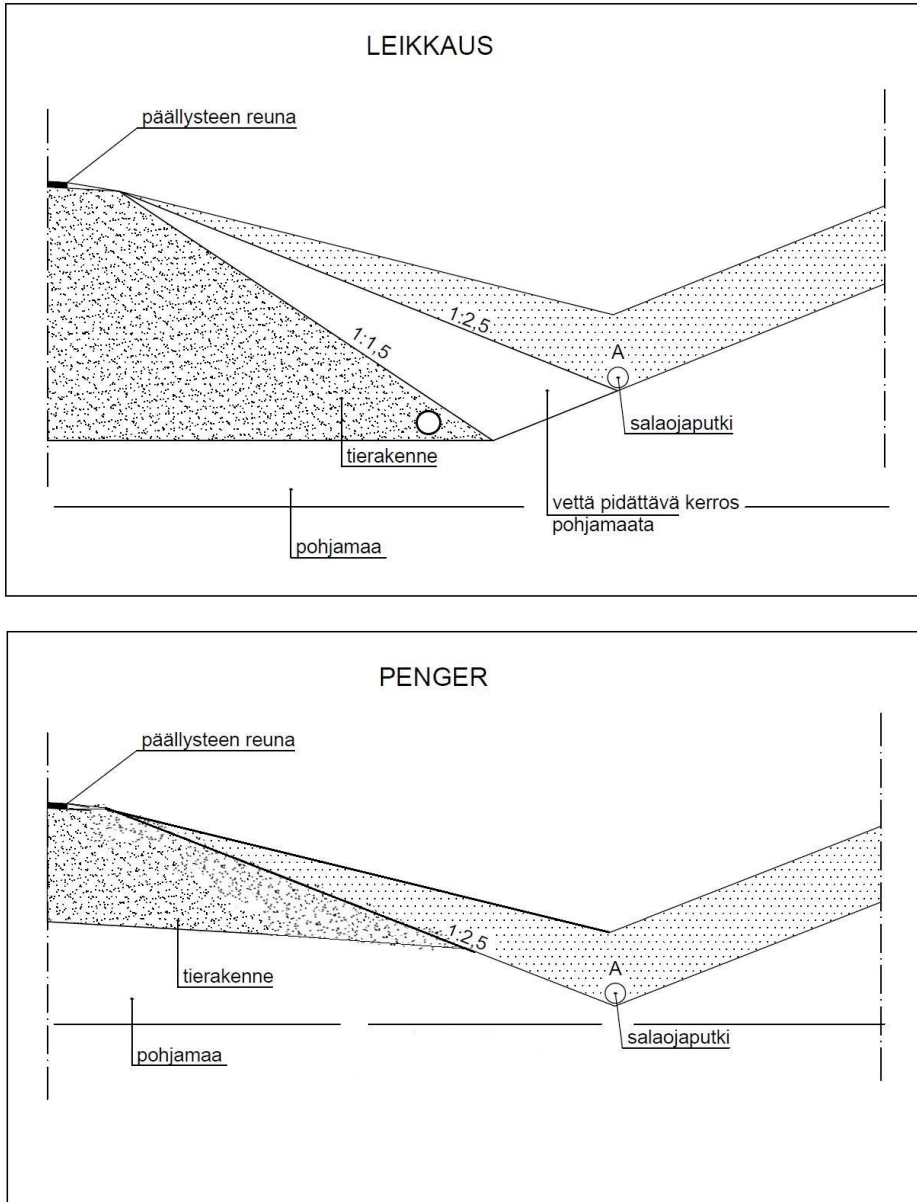 LEIKKAUS
päällysteen reuna
1:1,5
1:2,5
A
salaojaputki
tierakenne
vettä pidättävä kerros
pohjamaata
pohjamaa
PENGER
päällysteen reuna
1:2,5
A
tierakenne
salaojaputki
pohjamaa